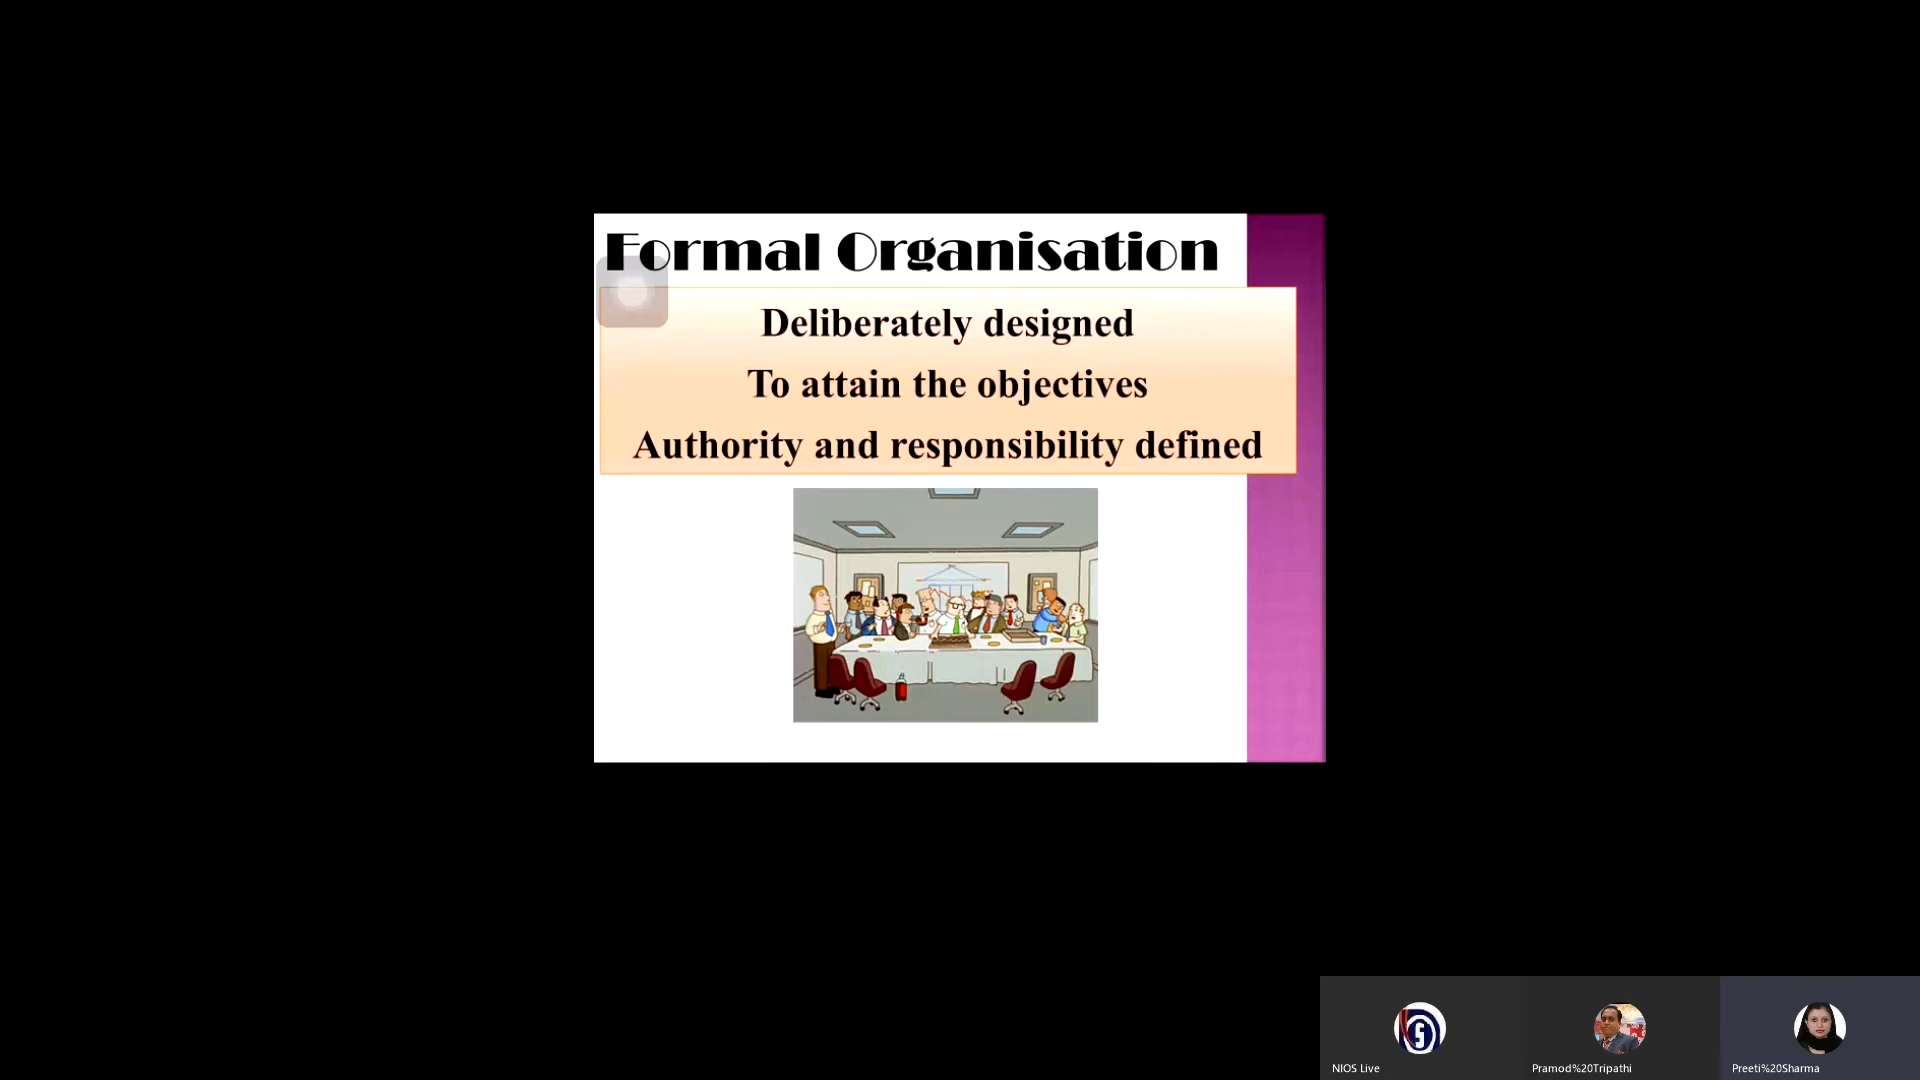 Formal Organisation
Deliberately designed
To attain the objectives
Authority and responsibility defined
NIOS Live
Pramod%20Tripathi
Preeti%20Sharma